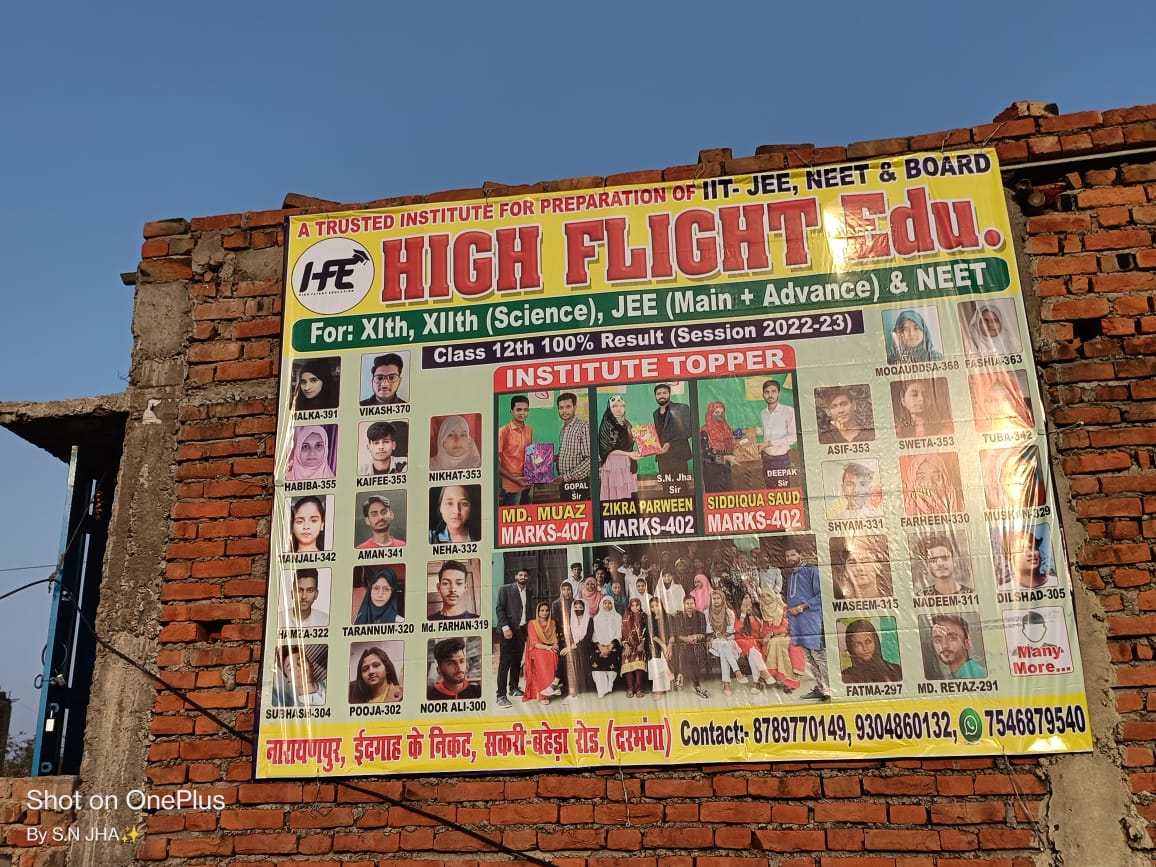 A TRUSTED INSTITUTE FOR PREPARATION OF IIT- JEE, NEET & BOARD
HFE
HIGH FLIGHT EDUCATION
HIGH FLIGHT Edu.
For: XIth, XIIth (Science), JEE (Main + Advance) & NEET
Class 12th 100% Result (Session 2022-23)
INSTITUTE TOPPER
MALKA-391
VIKASH-370
MOQAUDDSA-368
FASHIA-363
HABIBA-355
KAIFEE-353
NIKHAT-353
ASIF-353
SWETA-353
TUBA-342
GOPAL
Sir
MD. MUAZ
MARKS-407
S.N. Jha
Sir
ZIKRA PARWEEN
MARKS-402
DEEPAK
Sir
SIDDIQUA SAUD
MARKS-402
MANJALI-342
AMAN-341
NEHA-332
SHYAM-331
FARHEEN-330
MUSKAN-329
HAMZA-322
TARANNUM-320
Md. FARHAN-319
WASEEM-315
NADEEM-311
DILSHAD-305
SUBHASH-304
POOJA-302
NOOR ALI-300
FATMA-297
MD. REYAZ-291
Many
More...
नारायणपुर, ईदगाह के निकट, सकरी-बहेड़ा रोड,(दरभंगा)
Contact:- 8789770149, 9304860132, 7546879540
Shot on OnePlus
By S.N JHA✨